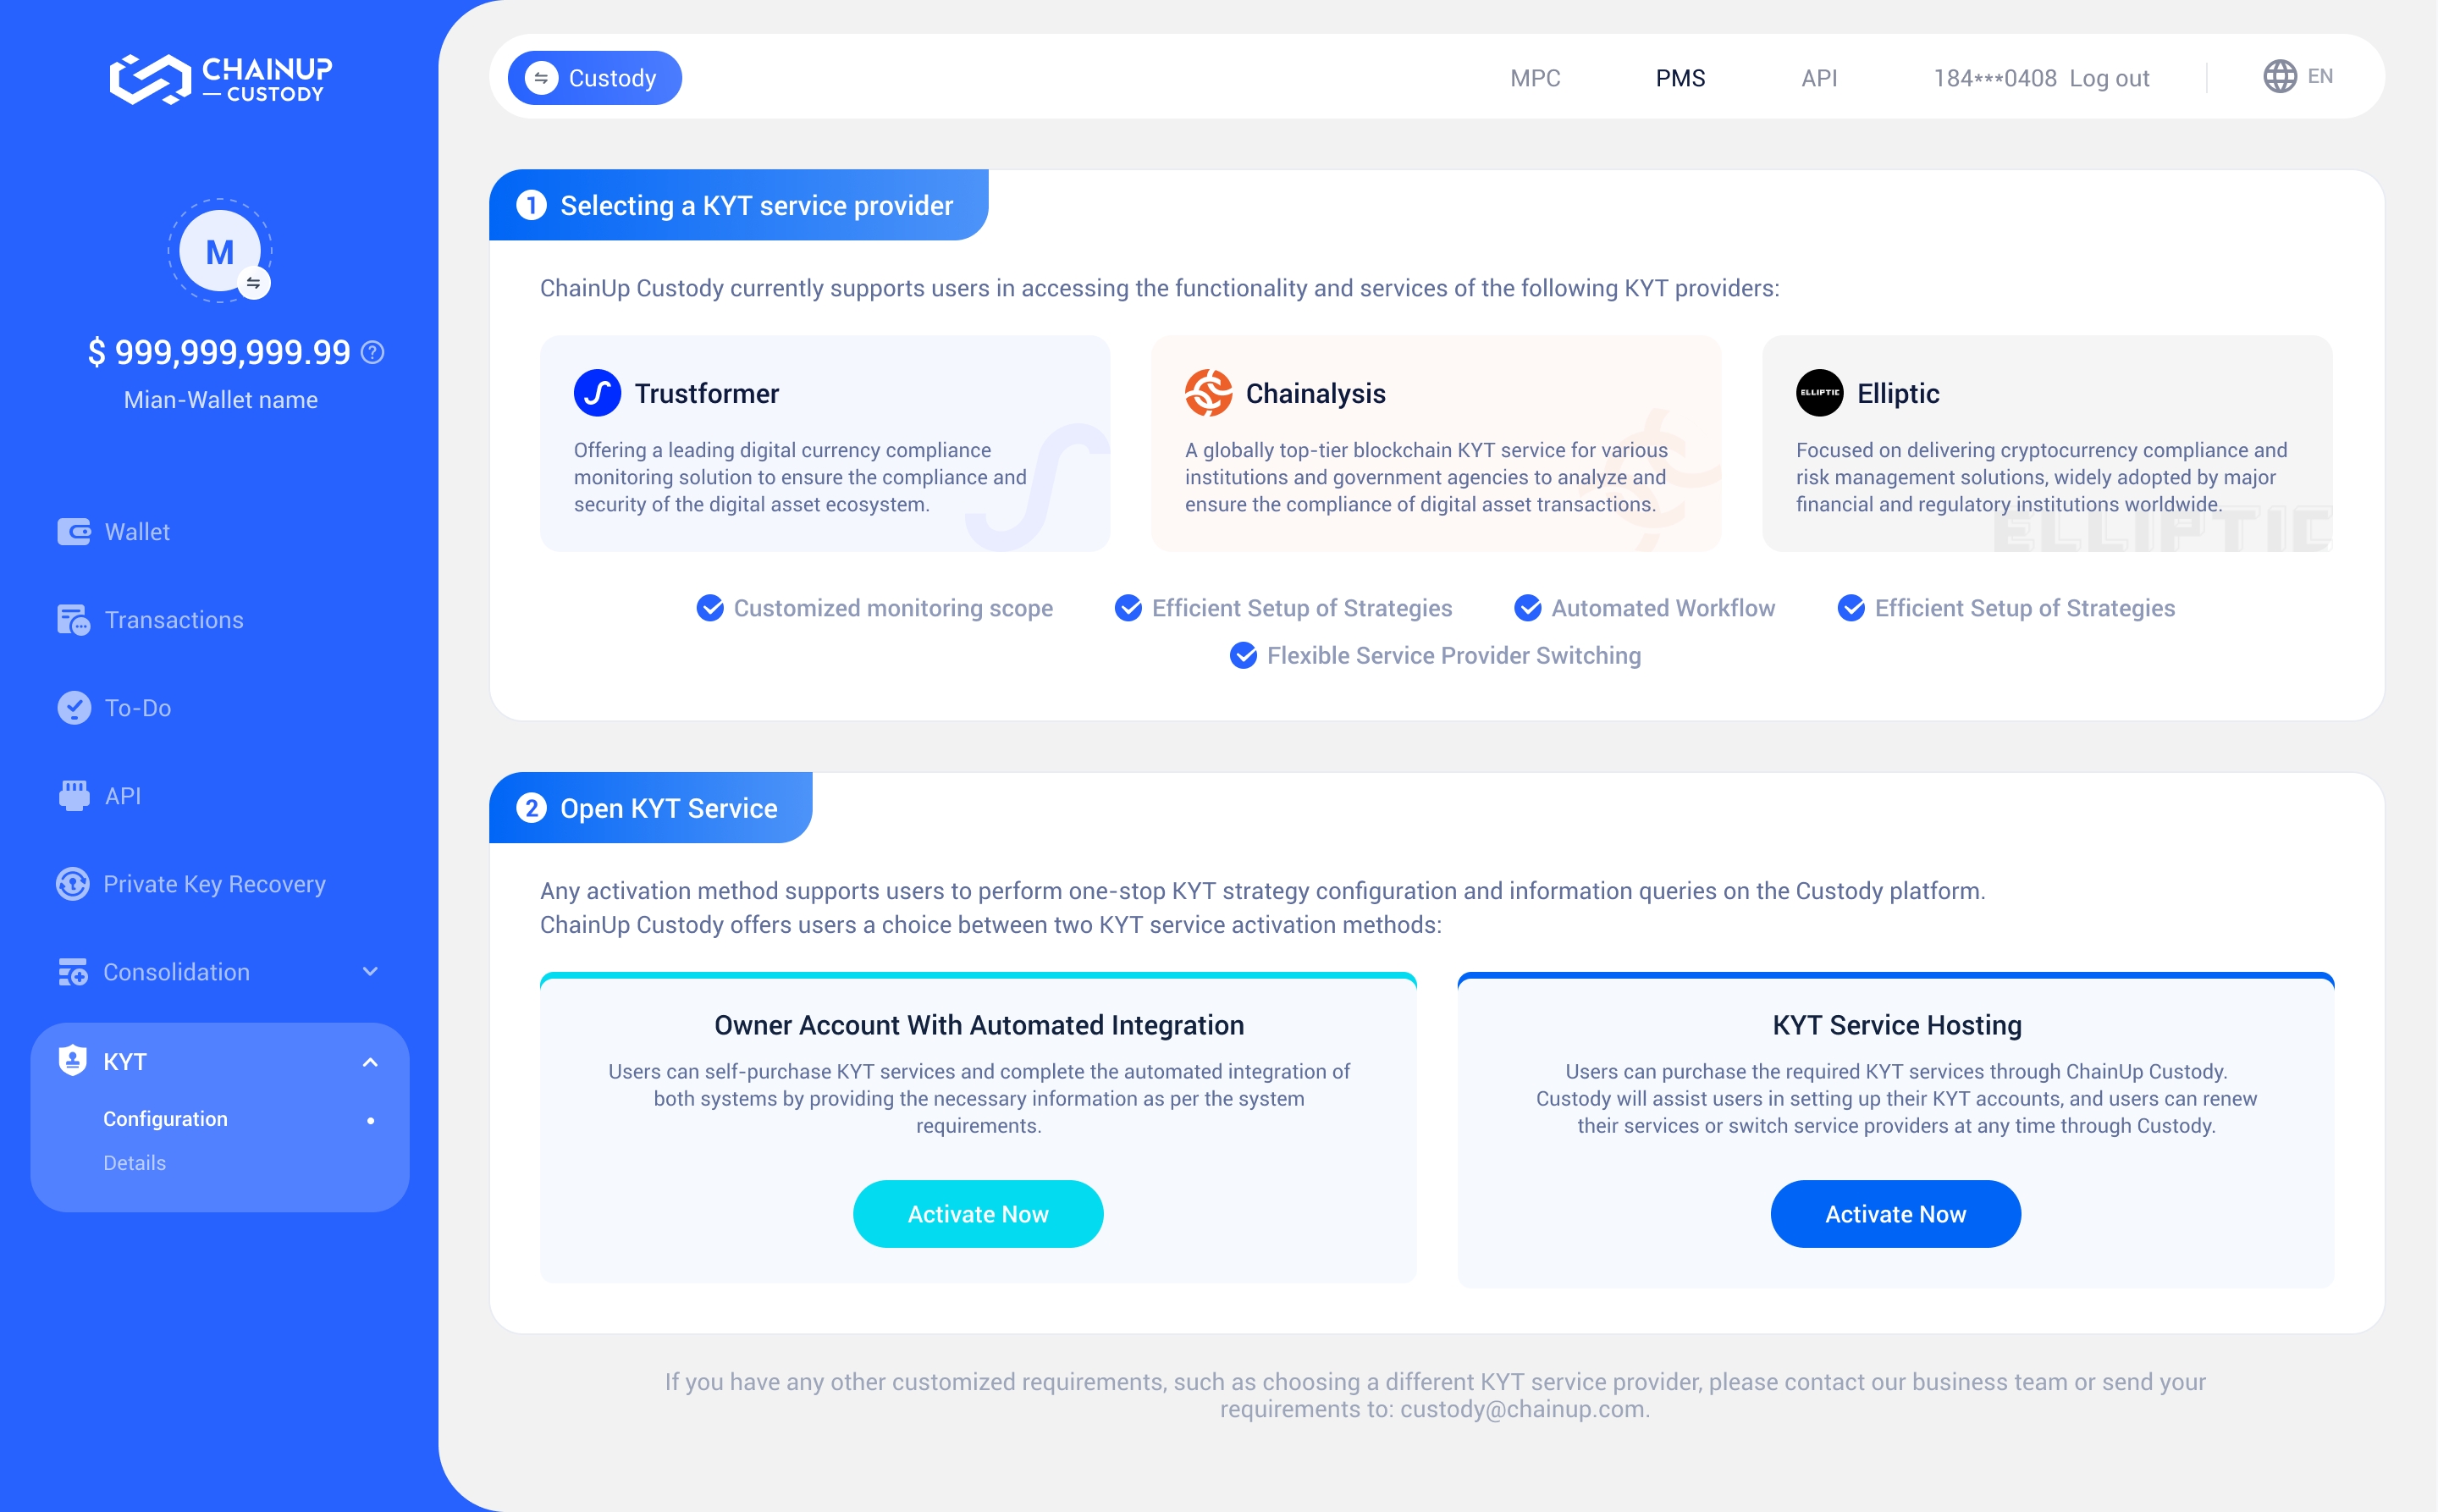 CHAINUP
CUSTODY
M
$ 999,999,999.99
Mian-Wallet name
Wallet
Transactions
To-Do
API
Private Key Recovery
Consolidation
KYT
Configuration
Details
Custody
MPC
PMS
API
184***0408 Log out
EN
1 Selecting a KYT service provider
ChainUp Custody currently supports users in accessing the functionality and services of the following KYT providers:
Trustformer
Offering a leading digital currency compliance
monitoring solution to ensure the compliance and
security of the digital asset ecosystem.
Chainalysis
A globally top-tier blockchain KYT service for various
institutions and government agencies to analyze and
ensure the compliance of digital asset transactions.
ELLIPTIC
Elliptic
Focused on delivering cryptocurrency compliance and
risk management solutions, widely adopted by major
financial and regulatory institutions worldwide.
ELLIPTIC
Customized monitoring scope
Efficient Setup of Strategies
Automated Workflow
Efficient Setup of Strategies
Flexible Service Provider Switching
2 Open KYT Service
Any activation method supports users to perform one-stop KYT strategy configuration and information queries on the Custody platform.
ChainUp Custody offers users a choice between two KYT service activation methods:
Owner Account With Automated Integration
Users can self-purchase KYT services and complete the automated integration of
both systems by providing the necessary information as per the system
requirements.
Activate Now
KYT Service Hosting
Users can purchase the required KYT services through ChainUp Custody.
Custody will assist users in setting up their KYT accounts, and users can renew
their services or switch service providers at any time through Custody.
Activate Now
If you have any other customized requirements, such as choosing a different KYT service provider, please contact our business team or send your
requirements to: custody@chainup.com.